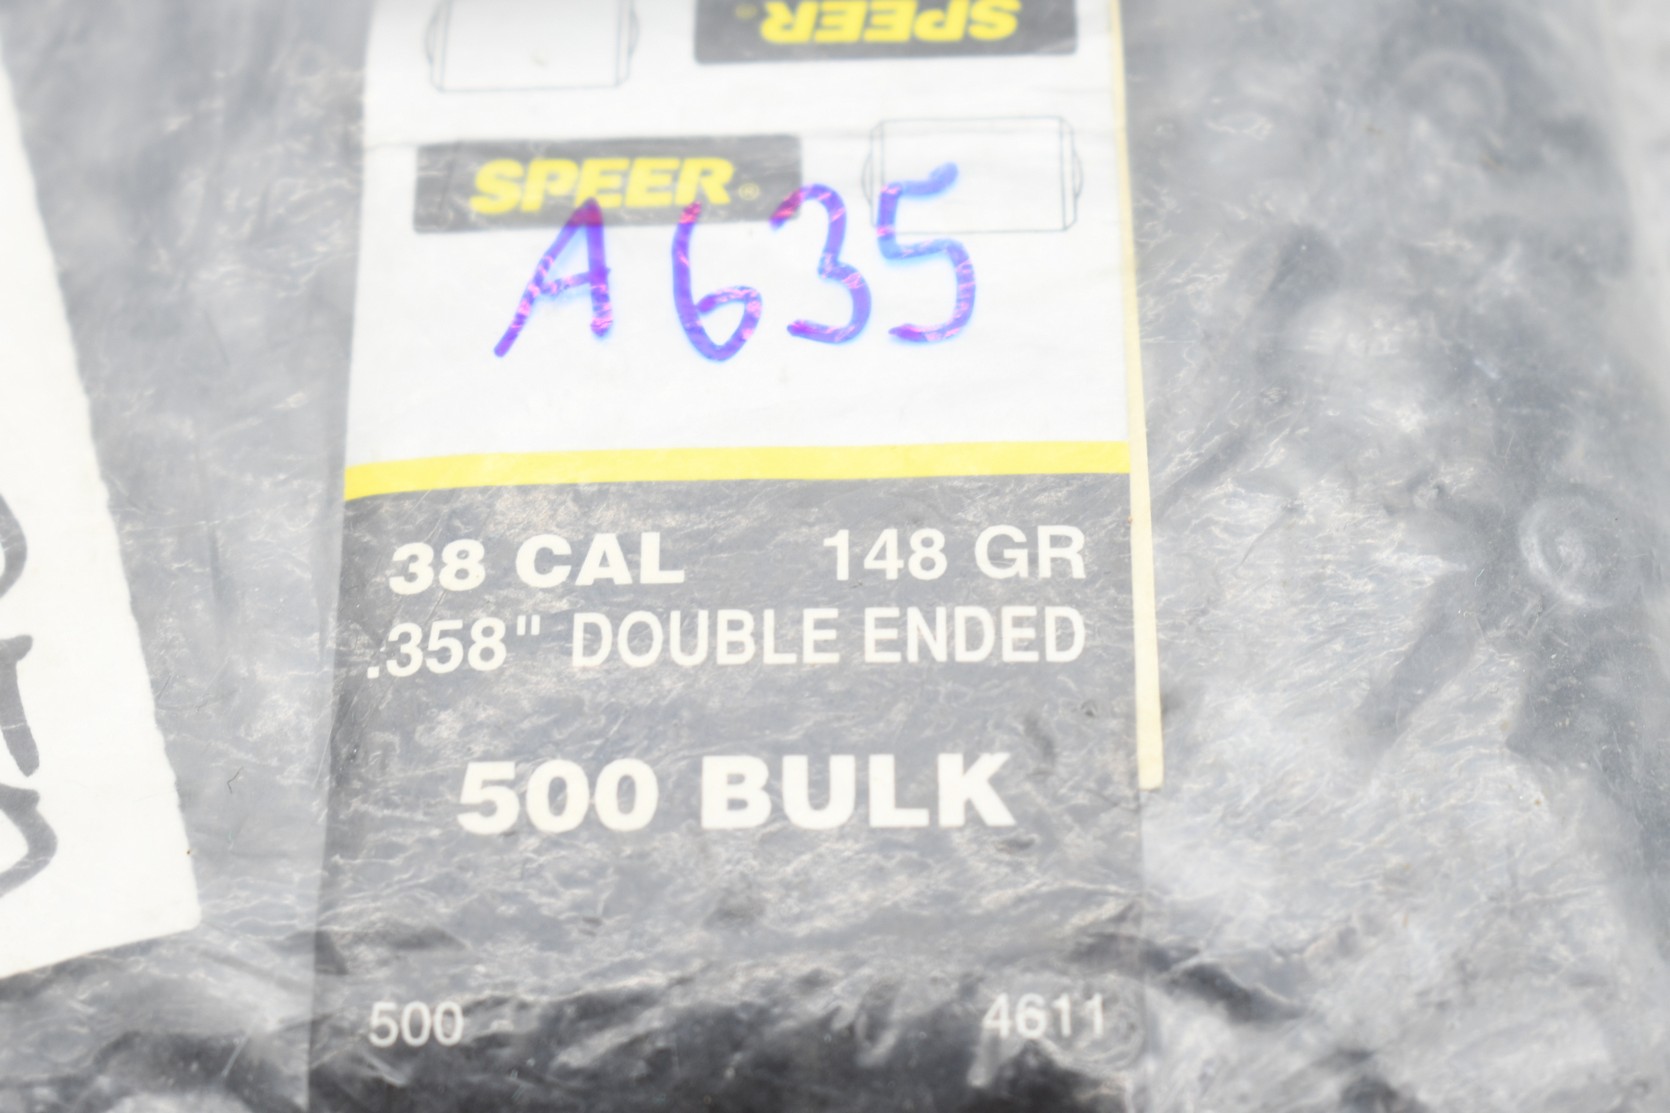 SPEER®
SPEER®
A635
38 CAL 148 GR
.358" DOUBLE ENDED
500 BULK
500 4611